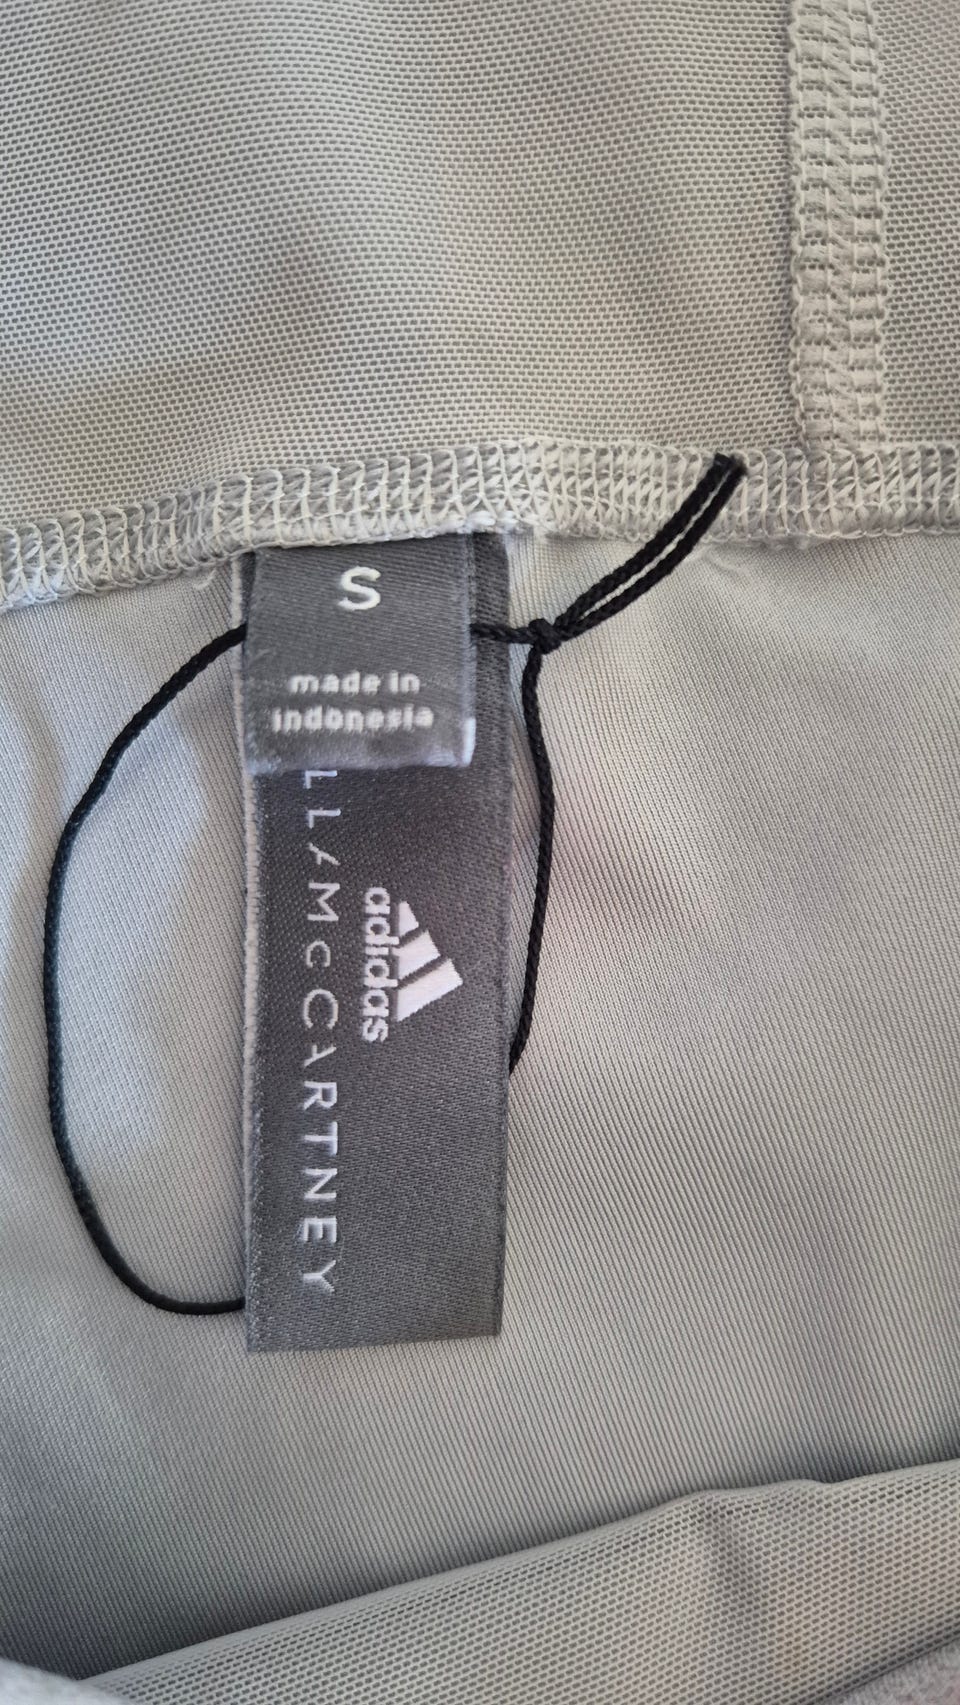 S
made in
indonesia
adidas
LLAMCCARTNEY